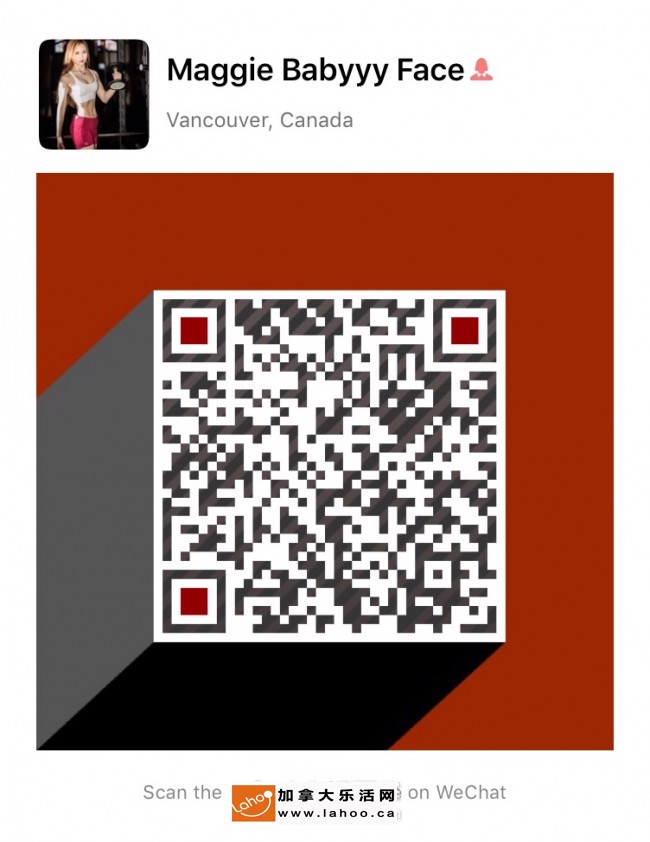 Maggie Babyyy Face
Vancouver, Canada
Scan the
on WeChat
Lahoo
加拿大乐活网
www.lahoo.ca